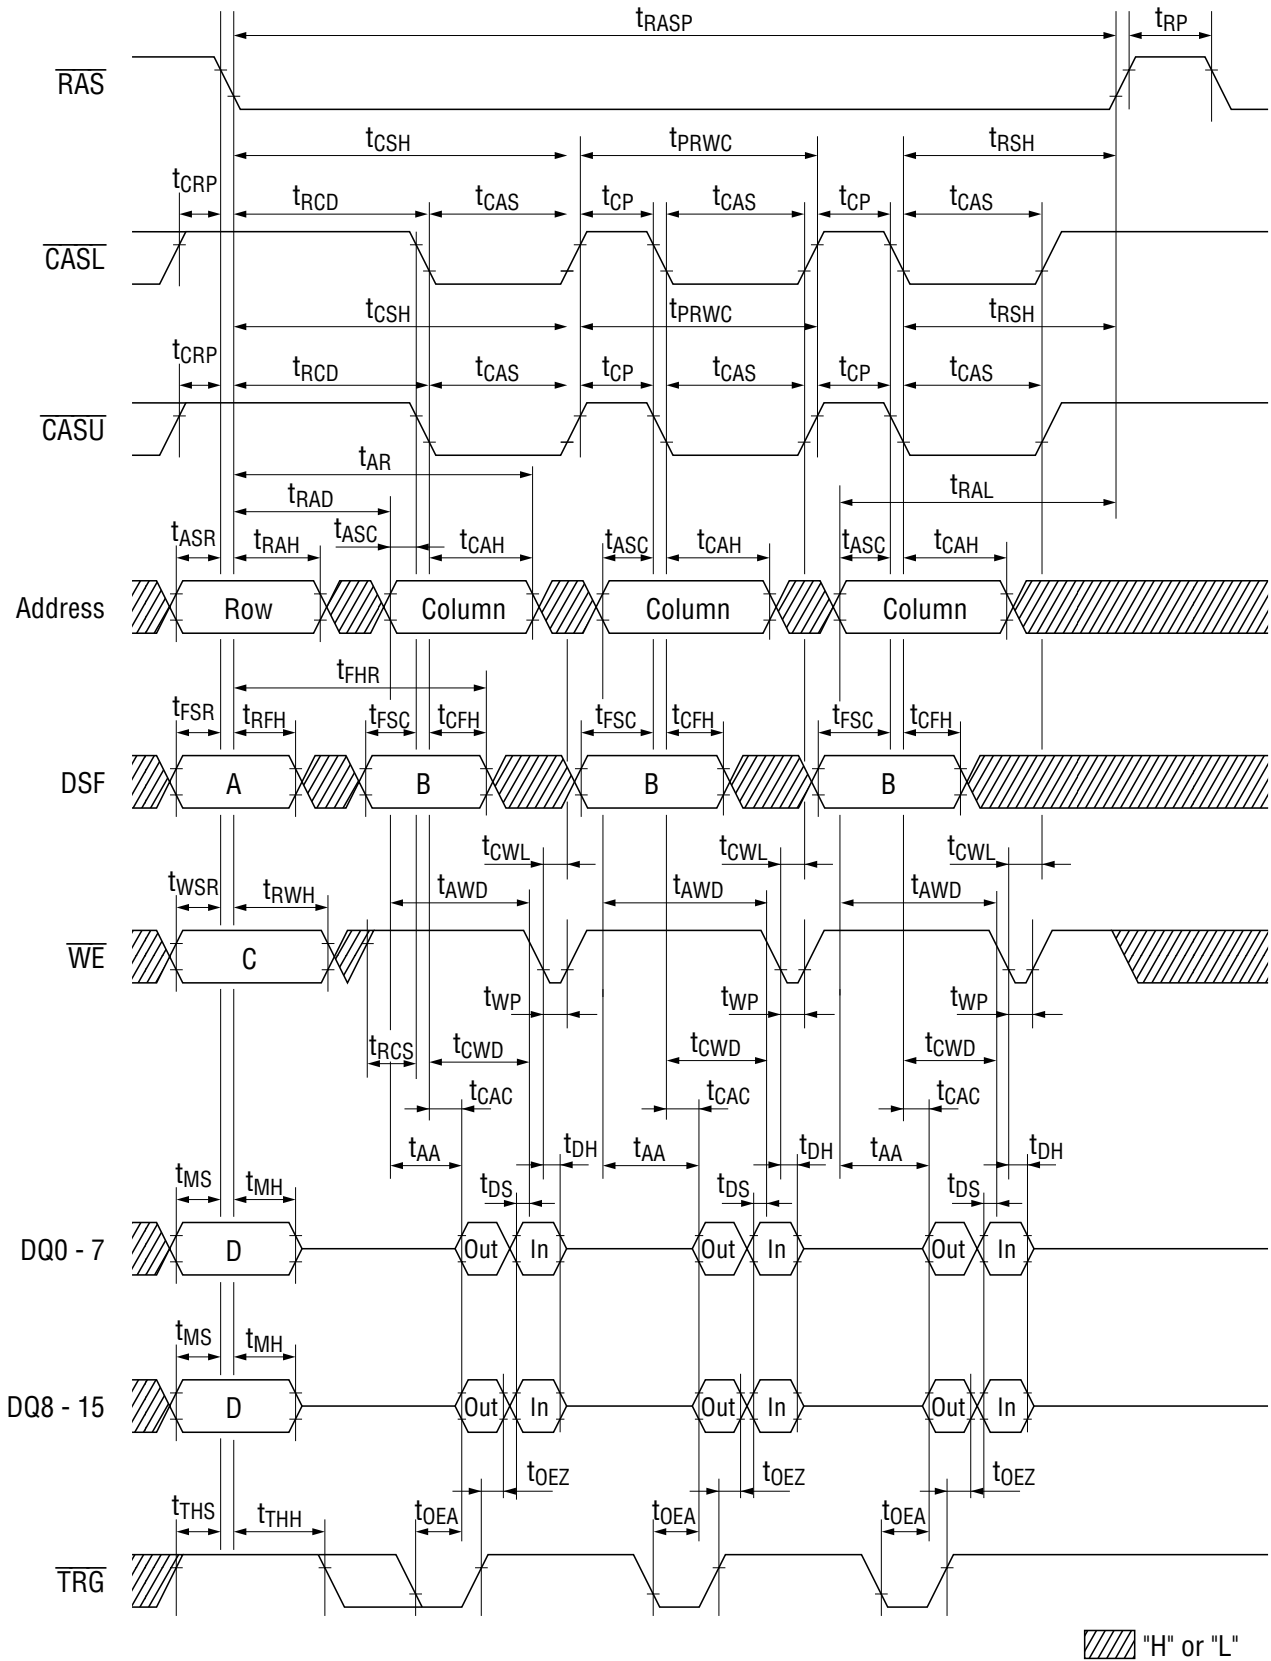 tRASP tRP
RAS
tCSH tPRWC tRSH
tCRP tRCD tCAS tCP tCAS tCP tCAS
CASL
tCSH tPRWC tRSH
tCRP tRCD tCAS tCP tCAS tCP tCAS
CASU
tAR
tRAD tRAL
tASR tRAH tASC tCAH tASC tCAH tASC tCAH
Address Row Column Column Column
tFHR
tFSR tRFH tFSC tCFH tFSC tCFH tFSC tCFH
DSF A B B B
tCWL tCWL tCWL
tWSR tRWH tAWD tAWD tAWD
WE C
tWP tWP tWP
tRCS tCWD tCWD tCWD
tCAC tCAC tCAC
tAA tDH tAA tDH tAA tDH
tMS tMH tDS tDS tDS
DQ0 - 7 D Out In Out In Out In
tMS tMH
DQ8 - 15 D Out In Out In Out In
tOEZ tOEZ tOEZ
tTHS tTHH tOEA tOEA tOEA
TRG
"H" or "L"